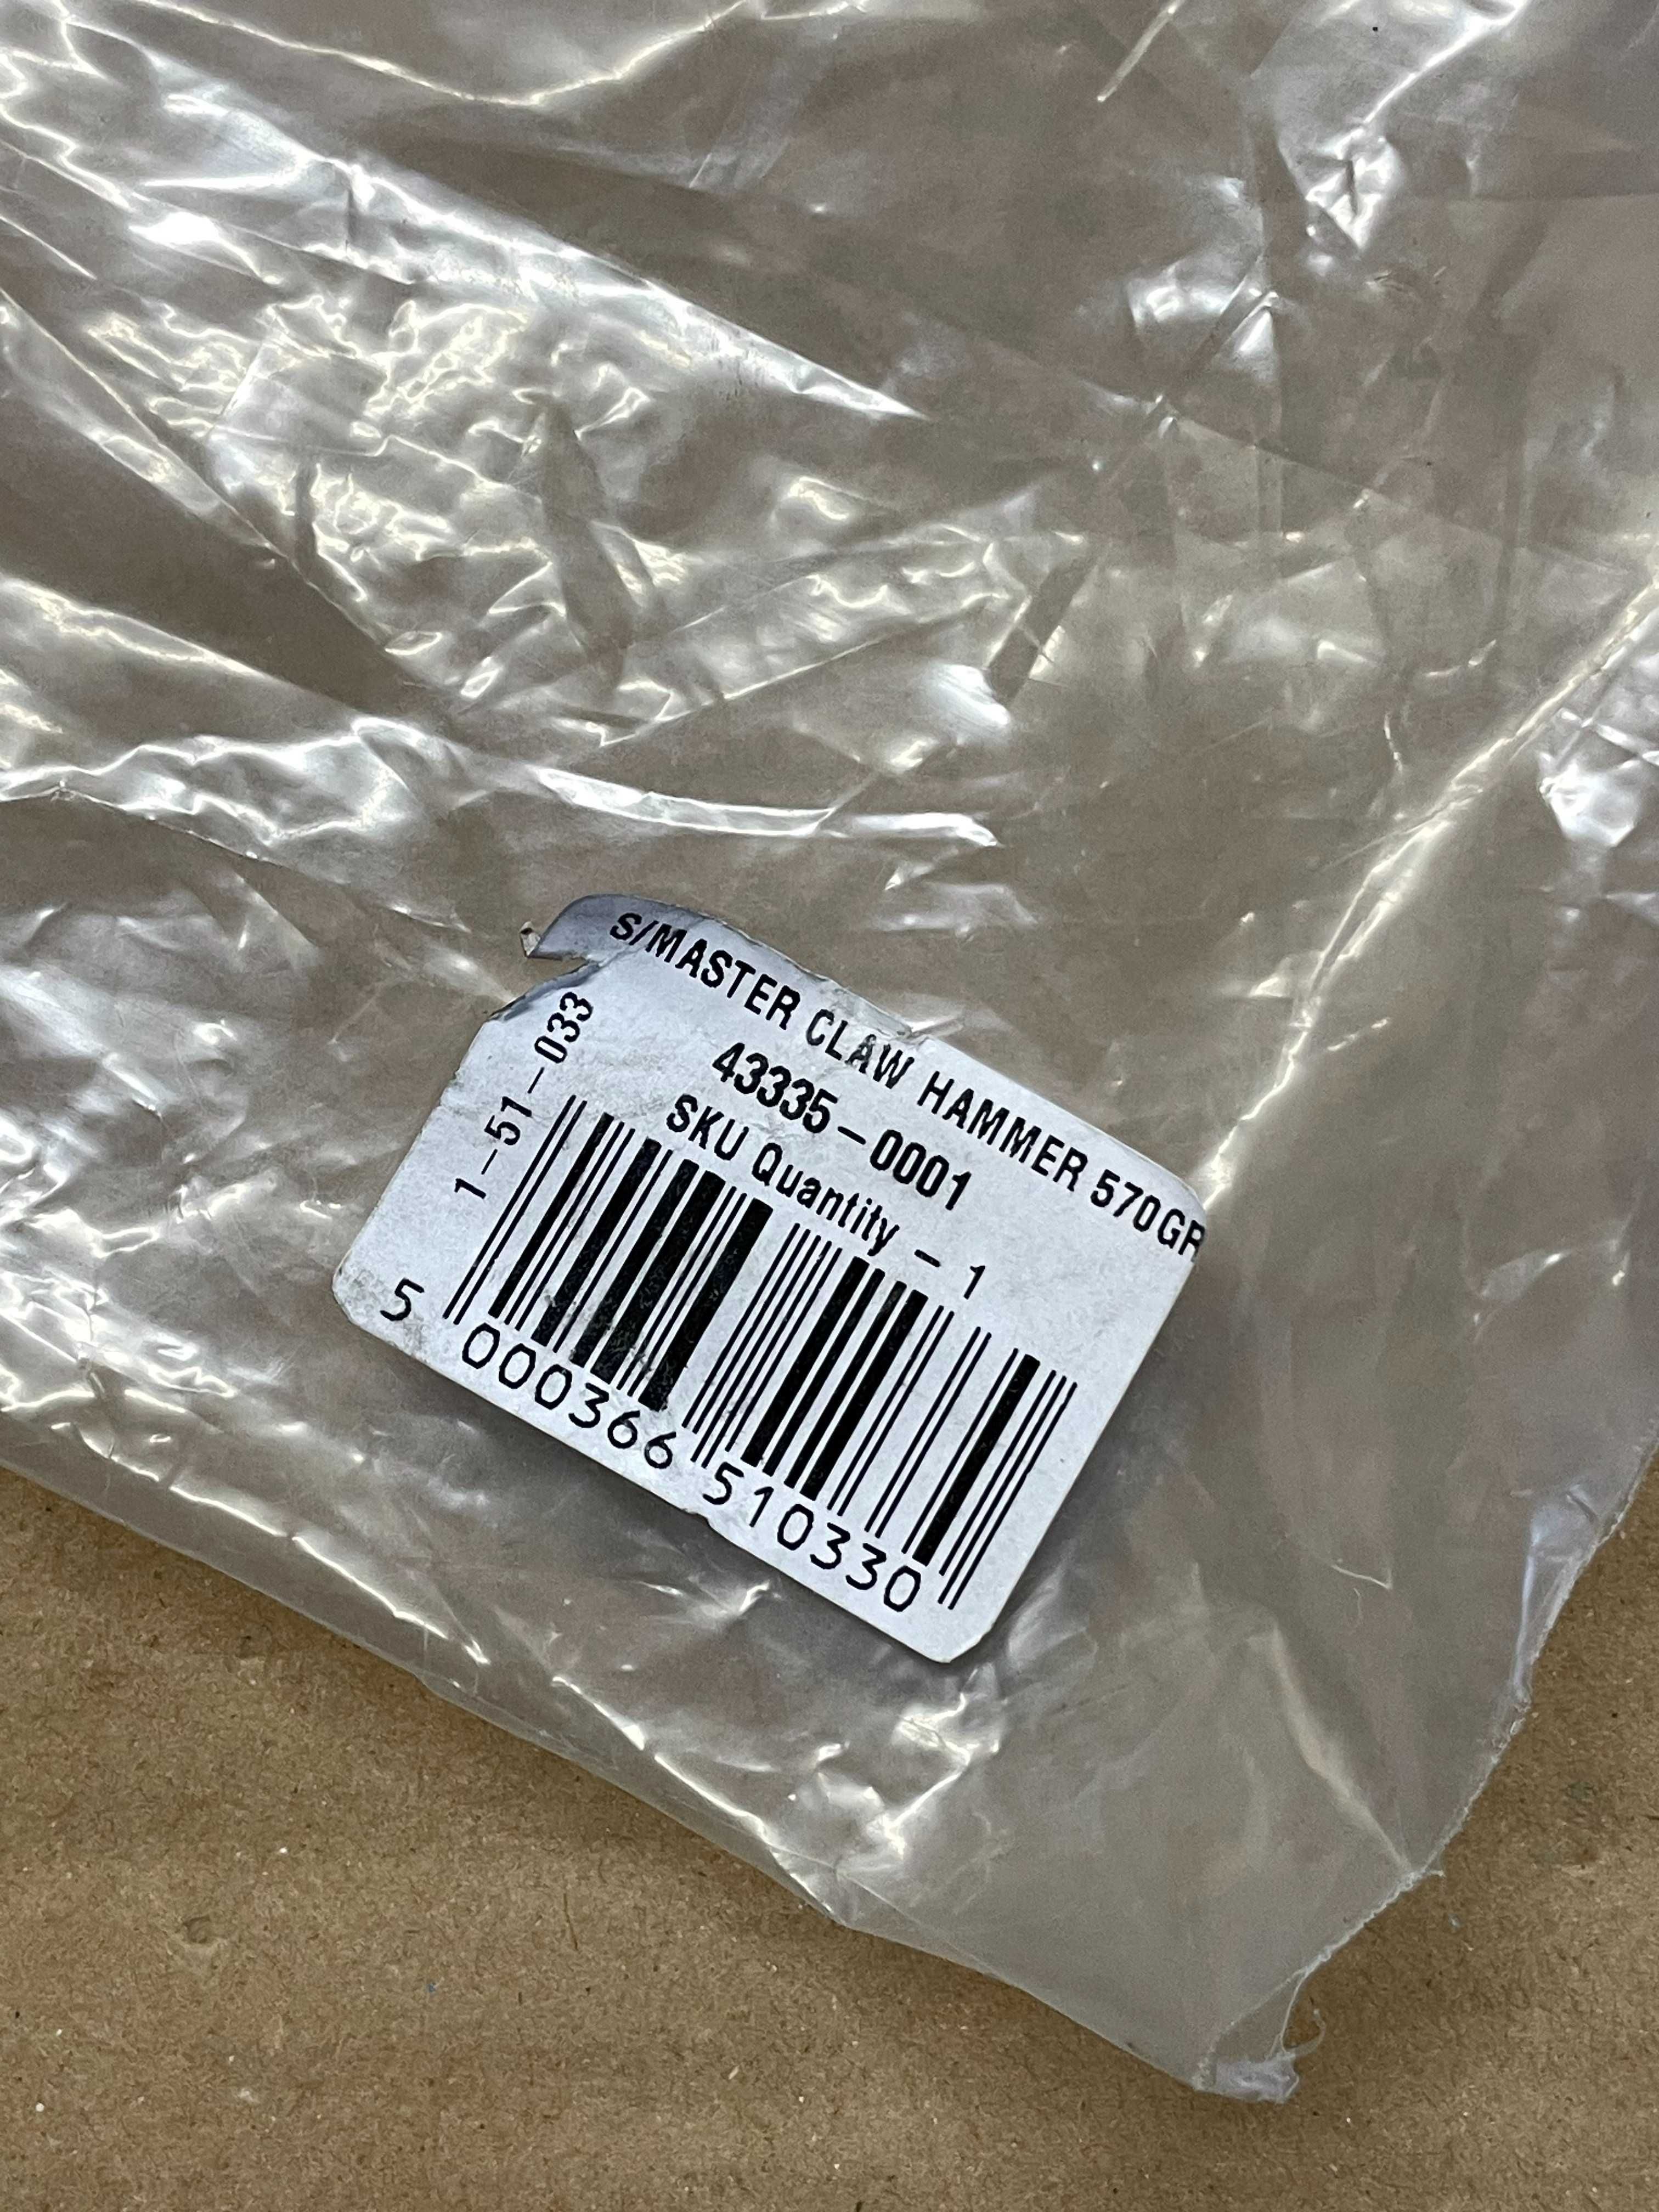 S/MASTER CLAW HAMMER 570GR
43335-0001
SKU Quantity - 1
1-51-033
5 000366 510330